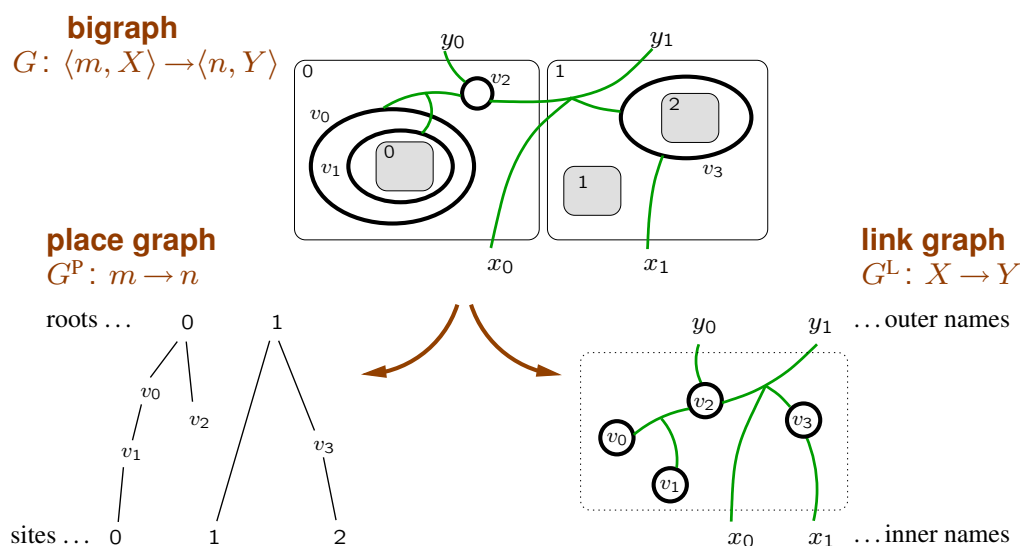 bigraph
G: ⟨m, X⟩→⟨n, Y⟩
y₀
y₁
0
v₂
1
v₀
2
v₁
0
v₃
1
x₀
x₁
place graph
Gᴾ: m→n
link graph
Gᴸ: X→Y
roots …
0
1
y₀
y₁
… outer names
v₀
v₂
v₂
v₃
v₁
v₃
v₀
v₁
sites …
0
1
2
x₀
x₁
… inner names